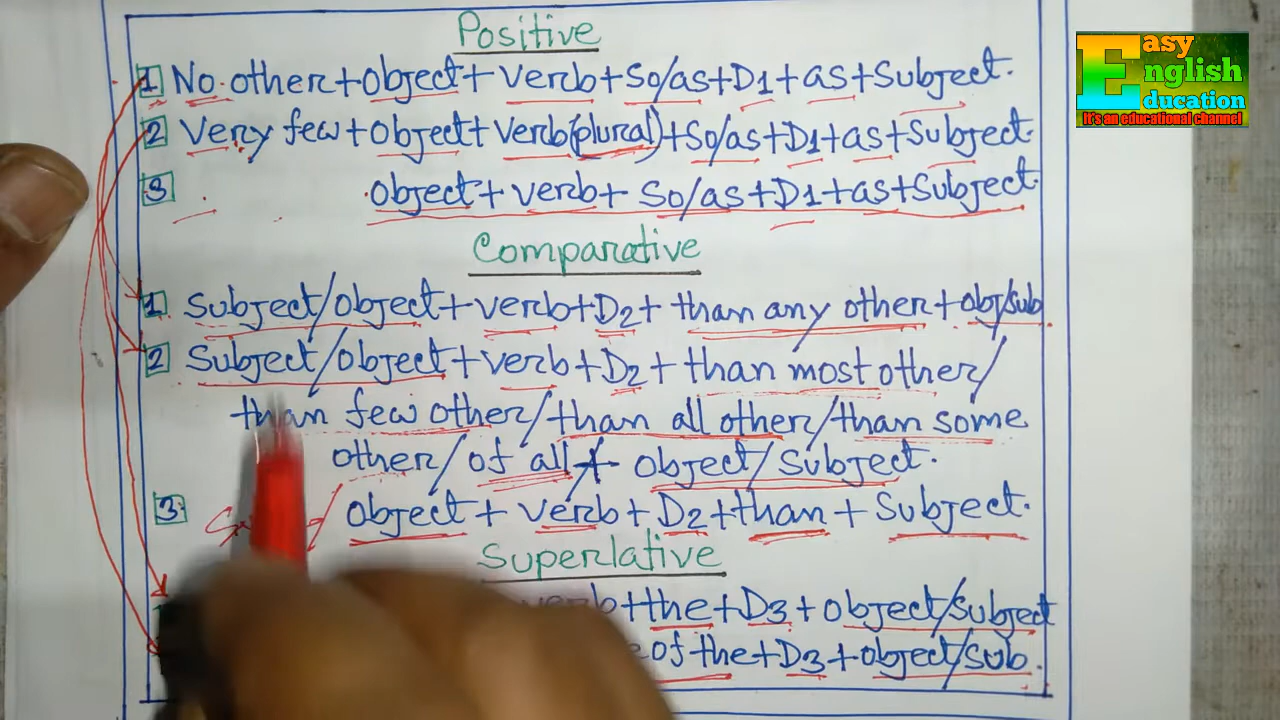 Positive
1 No other + Object + Verb + So/as + D1 + as + Subject.
2 Very few + Object + Verb (plural) + So/as + D1 + as + Subject.
3 Object + verb + So/as + D1 + as + Subject
Comparative
1. Subject/Object + verb + D2 + than any other + obj/sub.
2 Subject/Object + verb + D2 + than most other/
than few other/than all other/than some
other/of all + object/subject.
3. object + verb + D2 + than + Subject.
Superlative
verb + the + D3 + object/subject
of the + D3 + object/sub.
Easy
English
Education
It's an educational channel